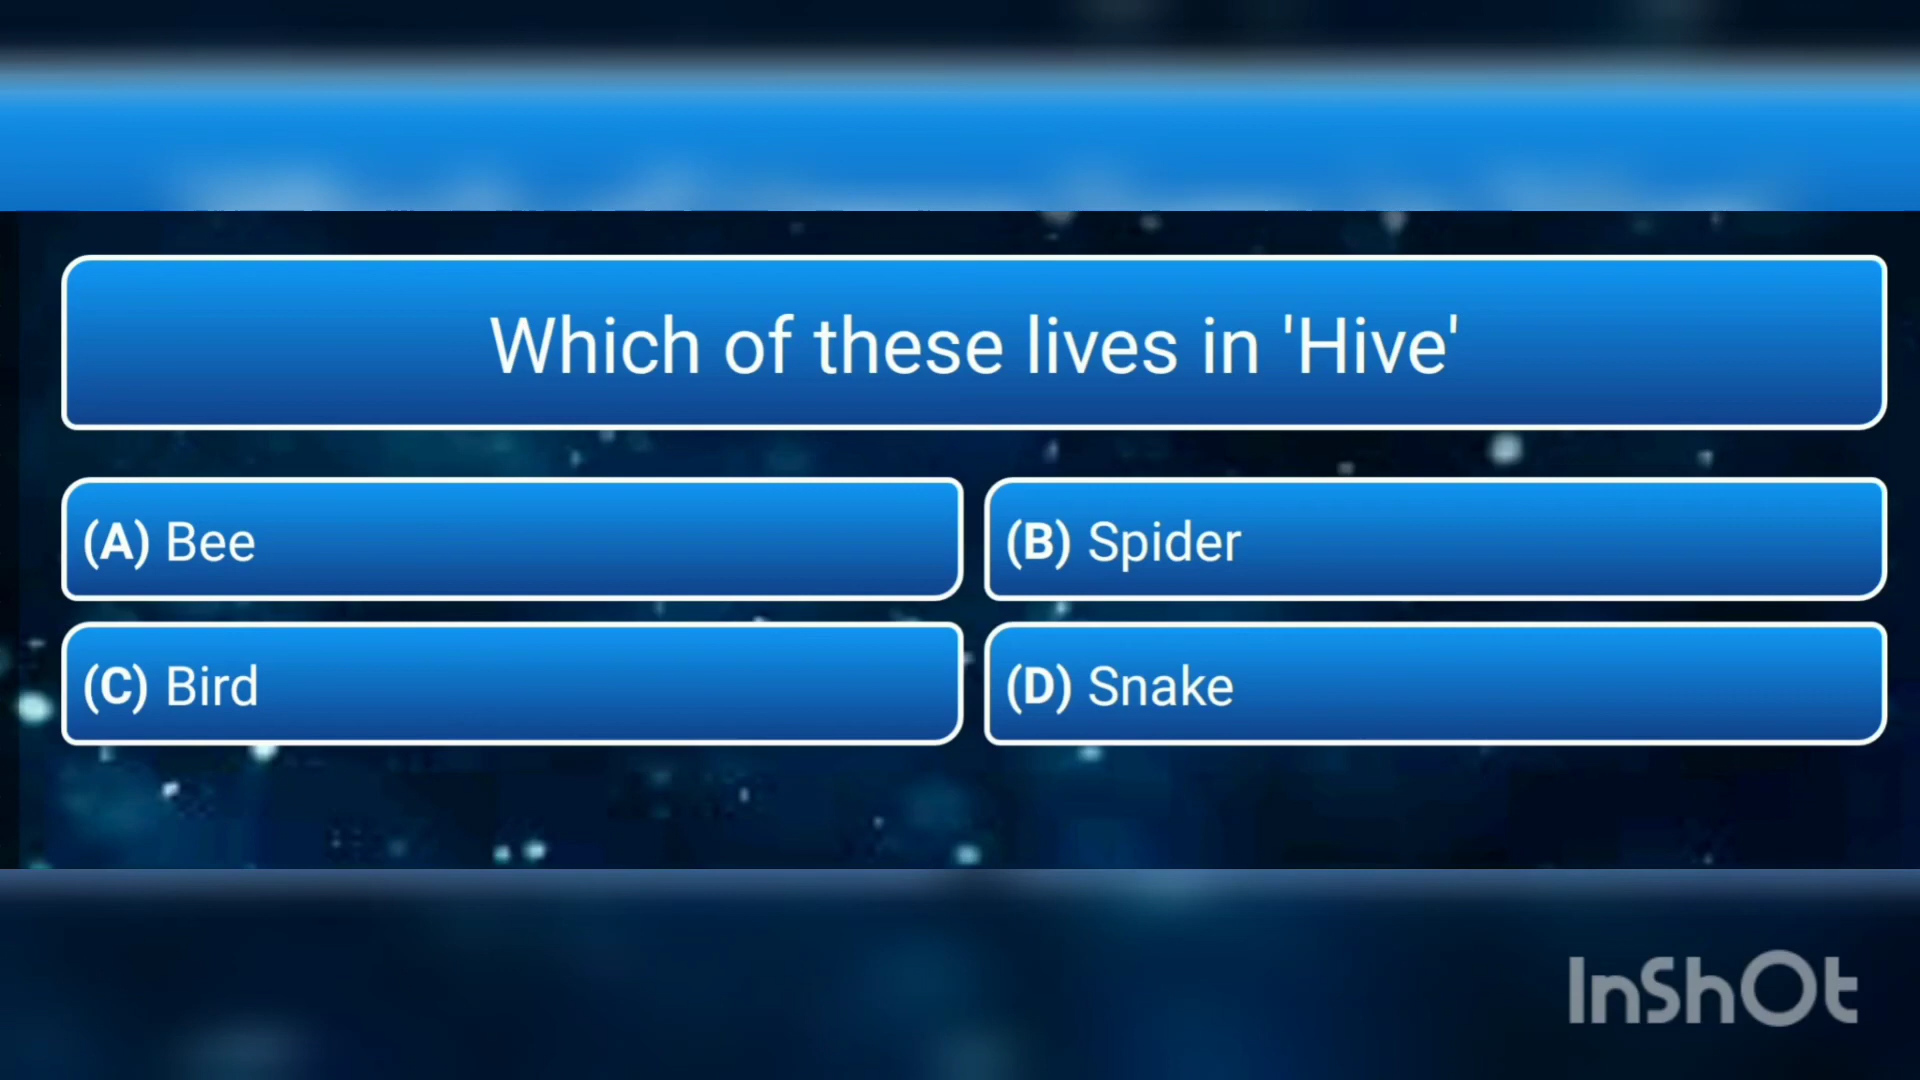 Which of these lives in 'Hive'
(A) Bee
(B) Spider
(C) Bird
(D) Snake
InShOt